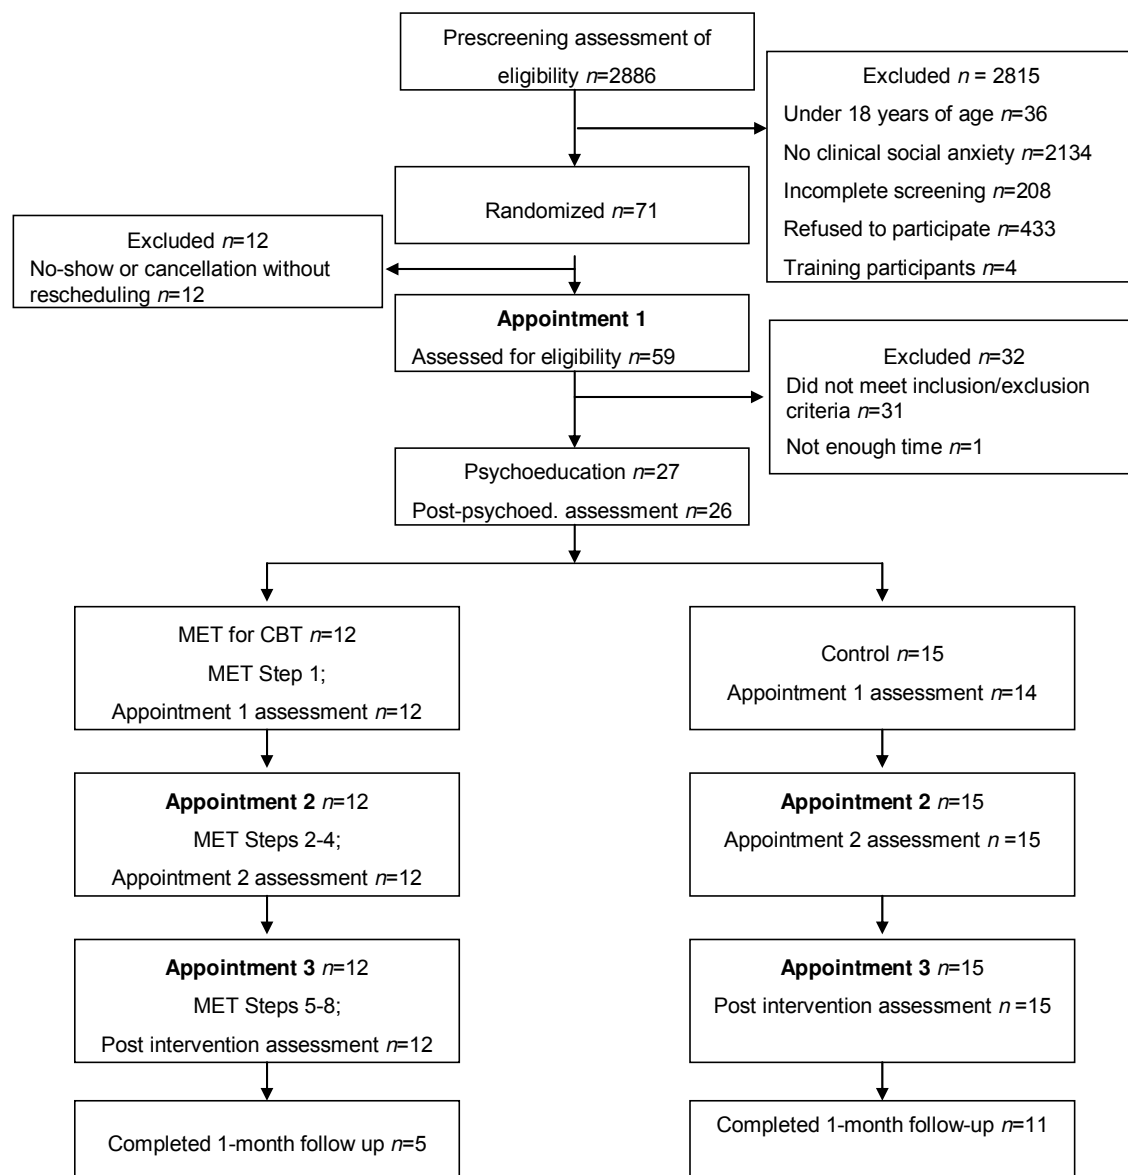 Prescreening assessment of
eligibility n=2886
Excluded n = 2815
Under 18 years of age n=36
No clinical social anxiety n=2134
Incomplete screening n=208
Refused to participate n=433
Training participants n=4
Randomized n=71
Excluded n=12
No-show or cancellation without
rescheduling n=12
Appointment 1
Assessed for eligibility n=59
Excluded n=32
Did not meet inclusion/exclusion
criteria n=31
Not enough time n=1
Psychoeducation n=27
Post-psychoed. assessment n=26
MET for CBT n=12
MET Step 1;
Appointment 1 assessment n=12
Control n=15
Appointment 1 assessment n=14
Appointment 2 n=12
MET Steps 2-4;
Appointment 2 assessment n=12
Appointment 2 n=15
Appointment 2 assessment n =15
Appointment 3 n=12
MET Steps 5-8;
Post intervention assessment n=12
Appointment 3 n=15
Post intervention assessment n =15
Completed 1-month follow up n=5
Completed 1-month follow-up n=11